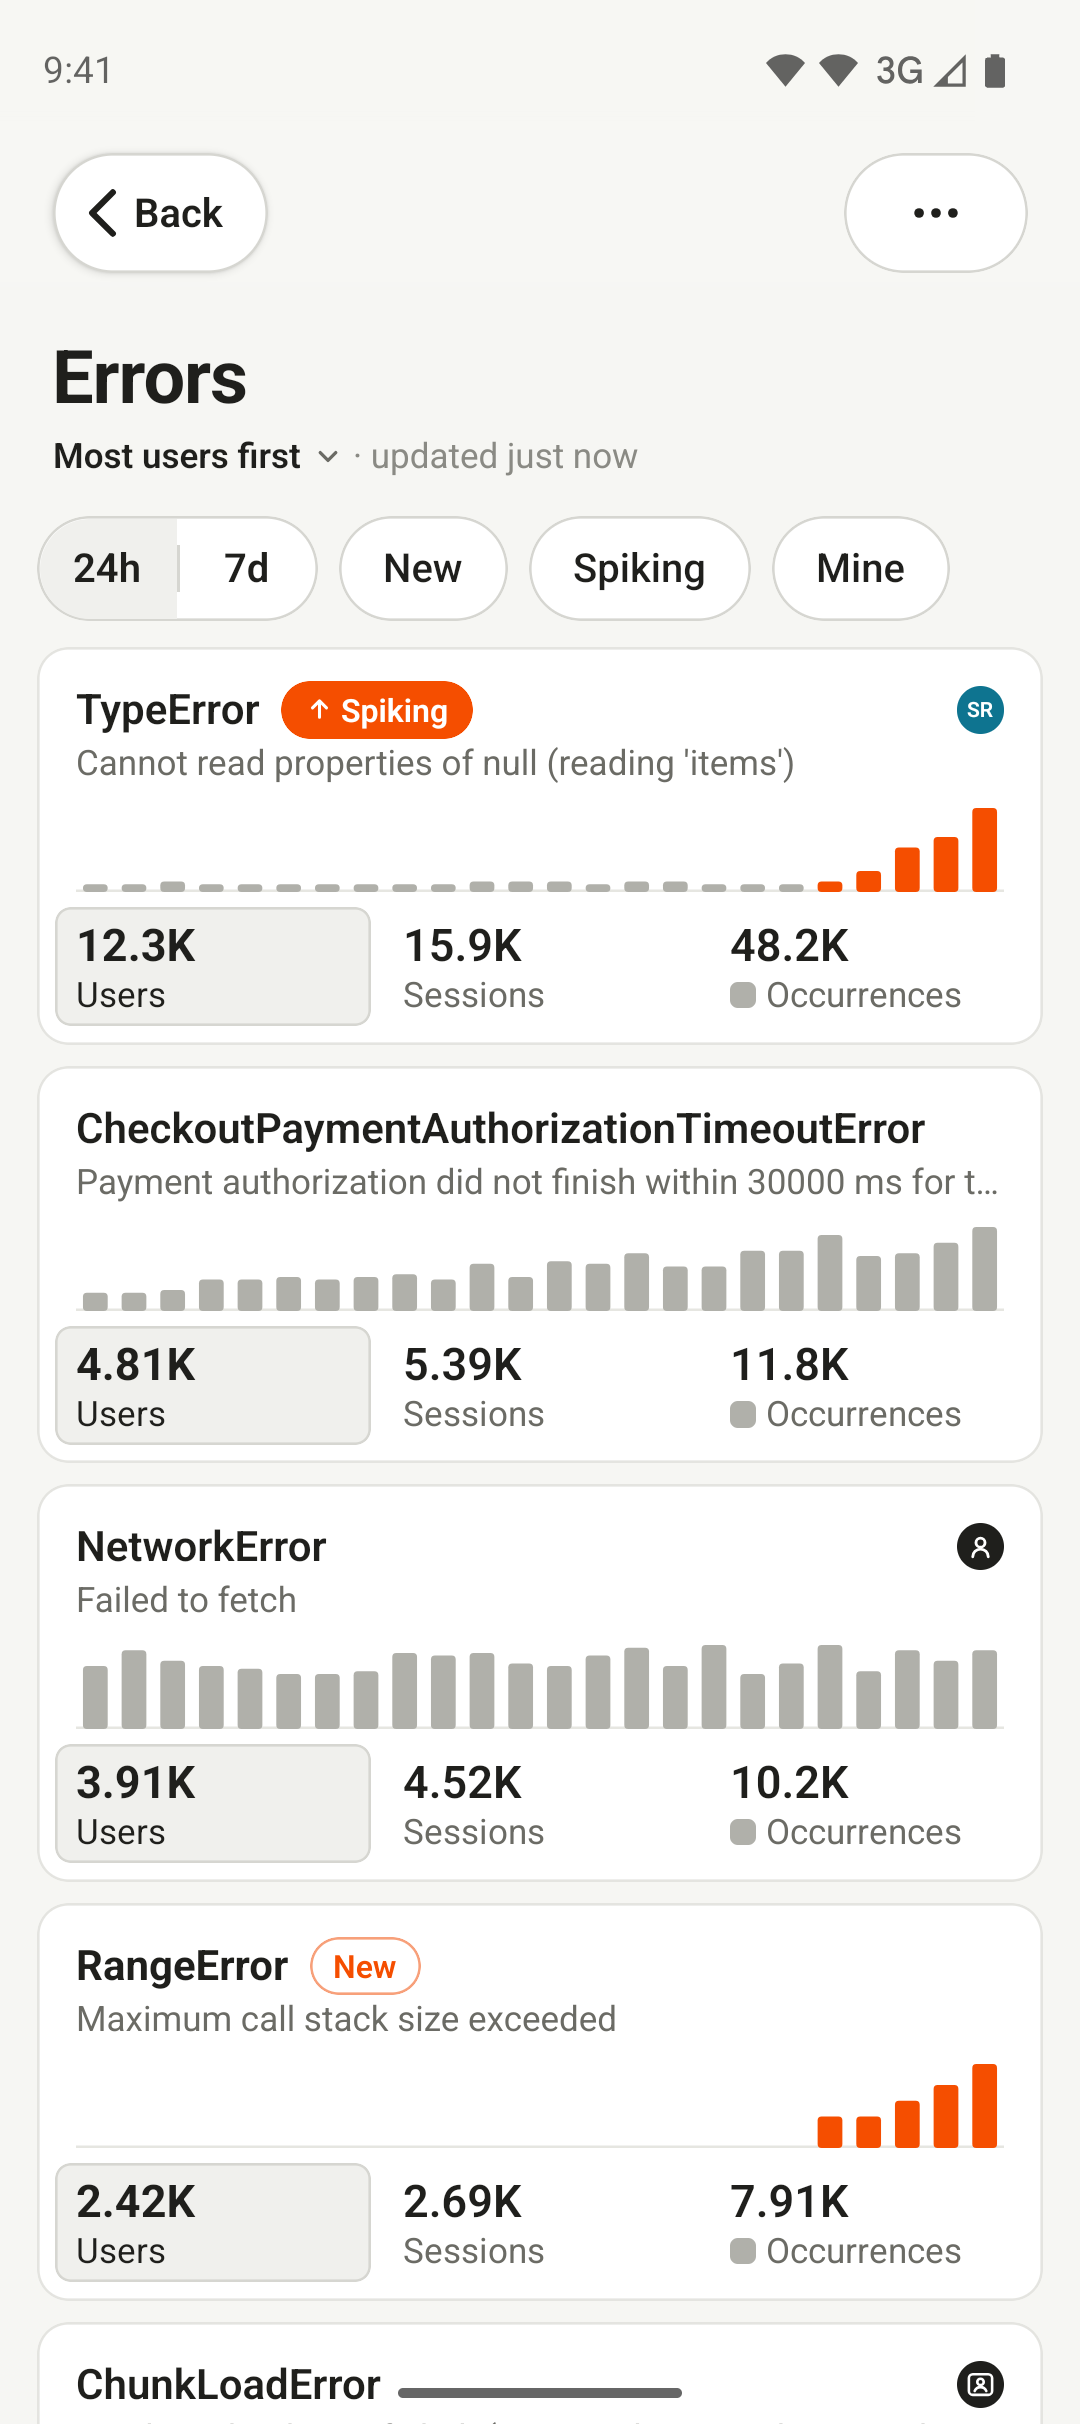 9:41
3G
Back
Errors
Most users first · updated just now
24h 7d New Spiking Mine
TypeError Spiking SR
Cannot read properties of null (reading 'items')
12.3K 15.9K 48.2K
Users Sessions Occurrences
CheckoutPaymentAuthorizationTimeoutError
Payment authorization did not finish within 30000 ms for t...
4.81K 5.39K 11.8K
Users Sessions Occurrences
NetworkError
Failed to fetch
3.91K 4.52K 10.2K
Users Sessions Occurrences
RangeError New
Maximum call stack size exceeded
2.42K 2.69K 7.91K
Users Sessions Occurrences
ChunkLoadError